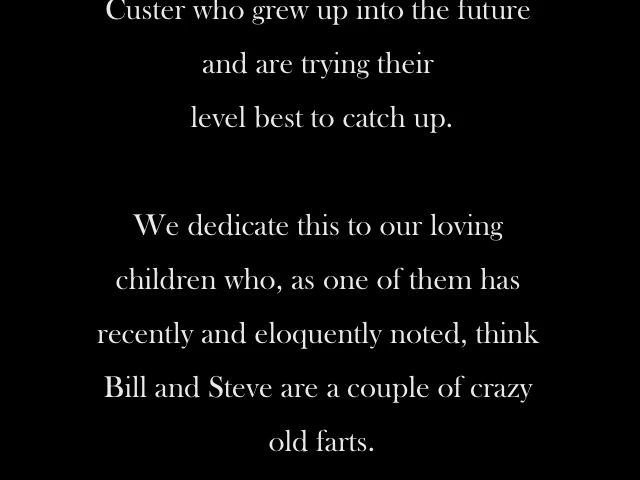 Custer who grew up into the future
and are trying their
level best to catch up.
We dedicate this to our loving
children who, as one of them has
recently and eloquently noted, think
Bill and Steve are a couple of crazy
old farts.